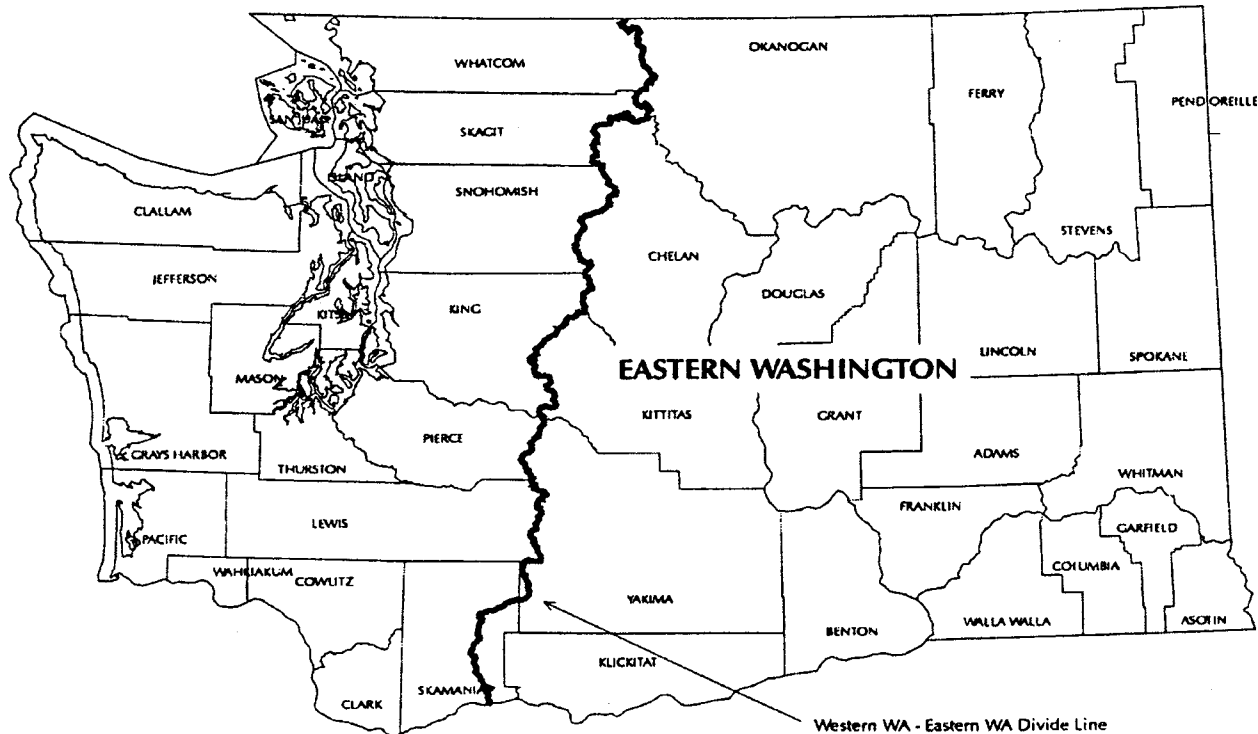 WHATCOM
OKANOGAN
FERRY
PEND OREILLE
SAN JUAN
SKAGIT
ISLAND
SNOHOMISH
CLALLAM
STEVENS
CHELAN
JEFFERSON
DOUGLAS
KING
LINCOLN
SPOKANE
EASTERN WASHINGTON
MASON
KITTITAS
GRANT
PIERCE
GRAYS HARBOR
THURSTON
ADAMS
WHITMAN
FRANKLIN
LEWIS
GARFIELD
PACIFIC
COLUMBIA
WAHKIAKUM
COWLITZ
YAKIMA
BENTON
WALLA WALLA
ASOTIN
KLICKITAT
SKAMANIA
CLARK
Western WA - Eastern WA Divide Line